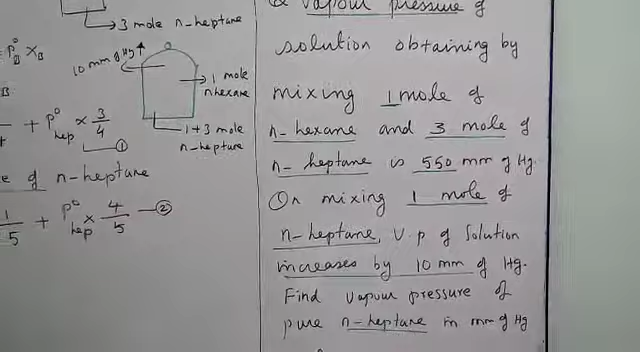 3 mole n-heptane
P°B XB
B
10 mm of Hg↑
1 mole
n hexane
1+3 mole
n-heptane
+ P°hep × 3/4 —①
e of n-heptane
1/5 + P°hep × 4/5 —②
Q vapour pressure of
solution obtaining by
mixing 1 mole of
n-hexane and 3 mole of
n-heptane is 550 mm of Hg.
On mixing 1 mole of
n-heptane, V.p of Solution
increases by 10 mm of Hg.
Find vapour pressure of
pure n-heptane in mm of Hg